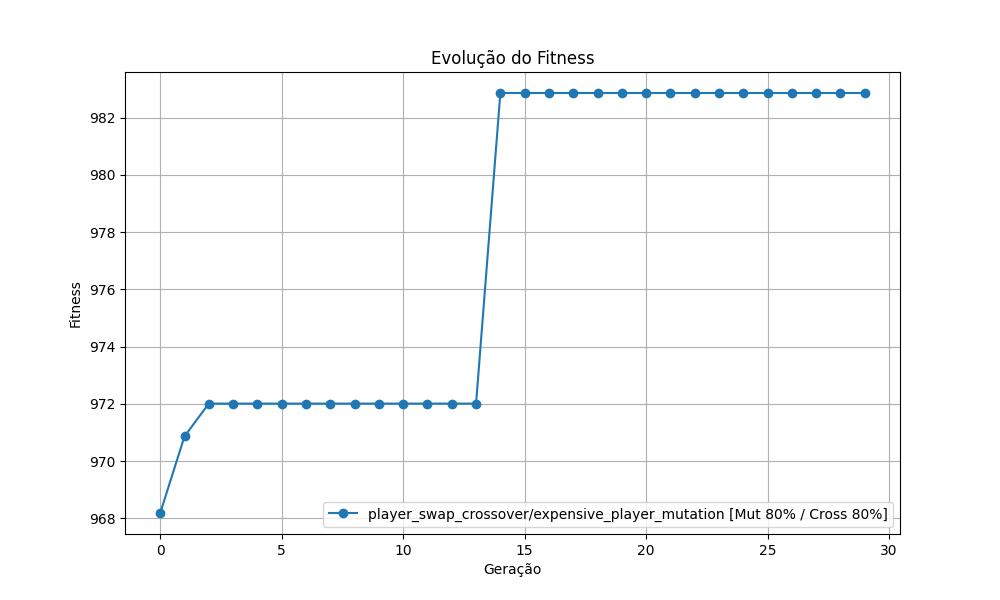 Evolução do Fitness
Fitness
982
980
978
976
974
972
970
968
player_swap_crossover/expensive_player_mutation [Mut 80% / Cross 80%]
0 5 10 15 20 25 30
Geração